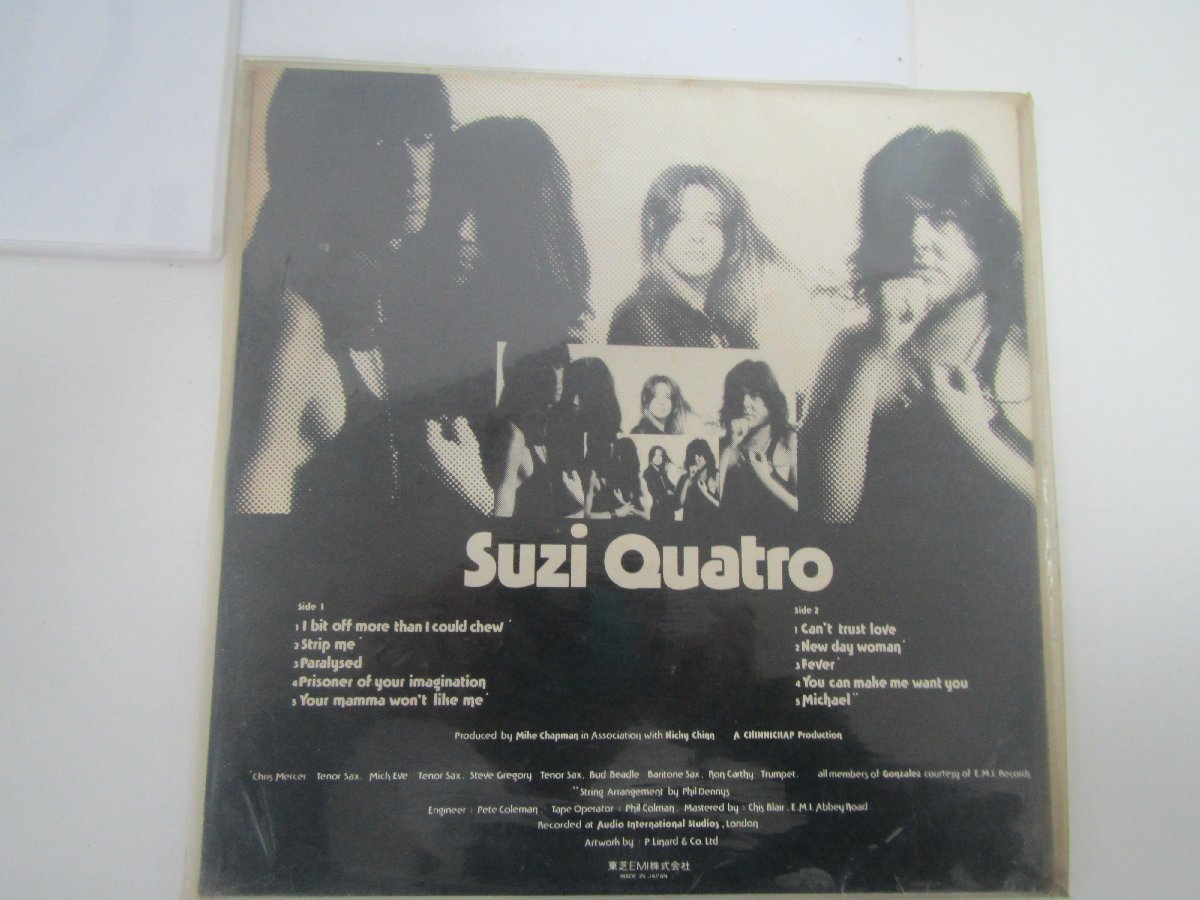 Suzi Quatro
Side 1
1 I bit off more than I could chew*
2 Strip me*
3 Paralysed
4 Prisoner of your imagination
5 Your mamma won't like me*
Side 2
1 Can't trust love
2 New day woman*
3 Fever*
4 You can make me want you
5 Michael**
Produced by Mike Chapman in Association with Nicky Chinn A CHINNICHAP Production
*Chris Mercer Tenor Sax. Mick Eve Tenor Sax. Steve Gregory Tenor Sax. Bud Beadle Baritone Sax. Ron Carthy Trumpet. all members of Gonzalez courtesy of E.M.I. Records
**String Arrangement by Phil Dennys
Engineer : Pete Coleman Tape Operator : Phil Colman. Mastered by : Chis Blair. E.M.I. Abbey Road
Recorded at Audio International Studios, London
Artwork by : P Linard & Co. Ltd
東芝EMI株式会社
MADE IN JAPAN